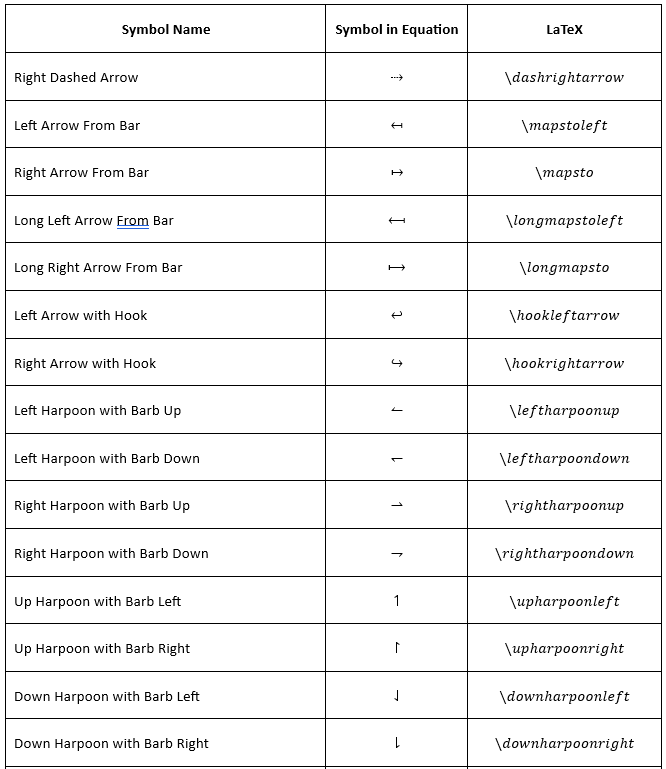 Symbol Name Symbol in Equation LaTeX
Right Dashed Arrow ⇢ \dashrightarrow
Left Arrow From Bar ↤ \mapstoleft
Right Arrow From Bar ↦ \mapsto
Long Left Arrow From Bar ⟻ \longmapstoleft
Long Right Arrow From Bar ⟼ \longmapsto
Left Arrow with Hook ↩ \hookleftarrow
Right Arrow with Hook ↪ \hookrightarrow
Left Harpoon with Barb Up ↼ \leftharpoonup
Left Harpoon with Barb Down ↽ \leftharpoondown
Right Harpoon with Barb Up ⇀ \rightharpoonup
Right Harpoon with Barb Down ⇁ \rightharpoondown
Up Harpoon with Barb Left ↿ \upharpoonleft
Up Harpoon with Barb Right ↾ \upharpoonright
Down Harpoon with Barb Left ⇃ \downharpoonleft
Down Harpoon with Barb Right ⇂ \downharpoonright